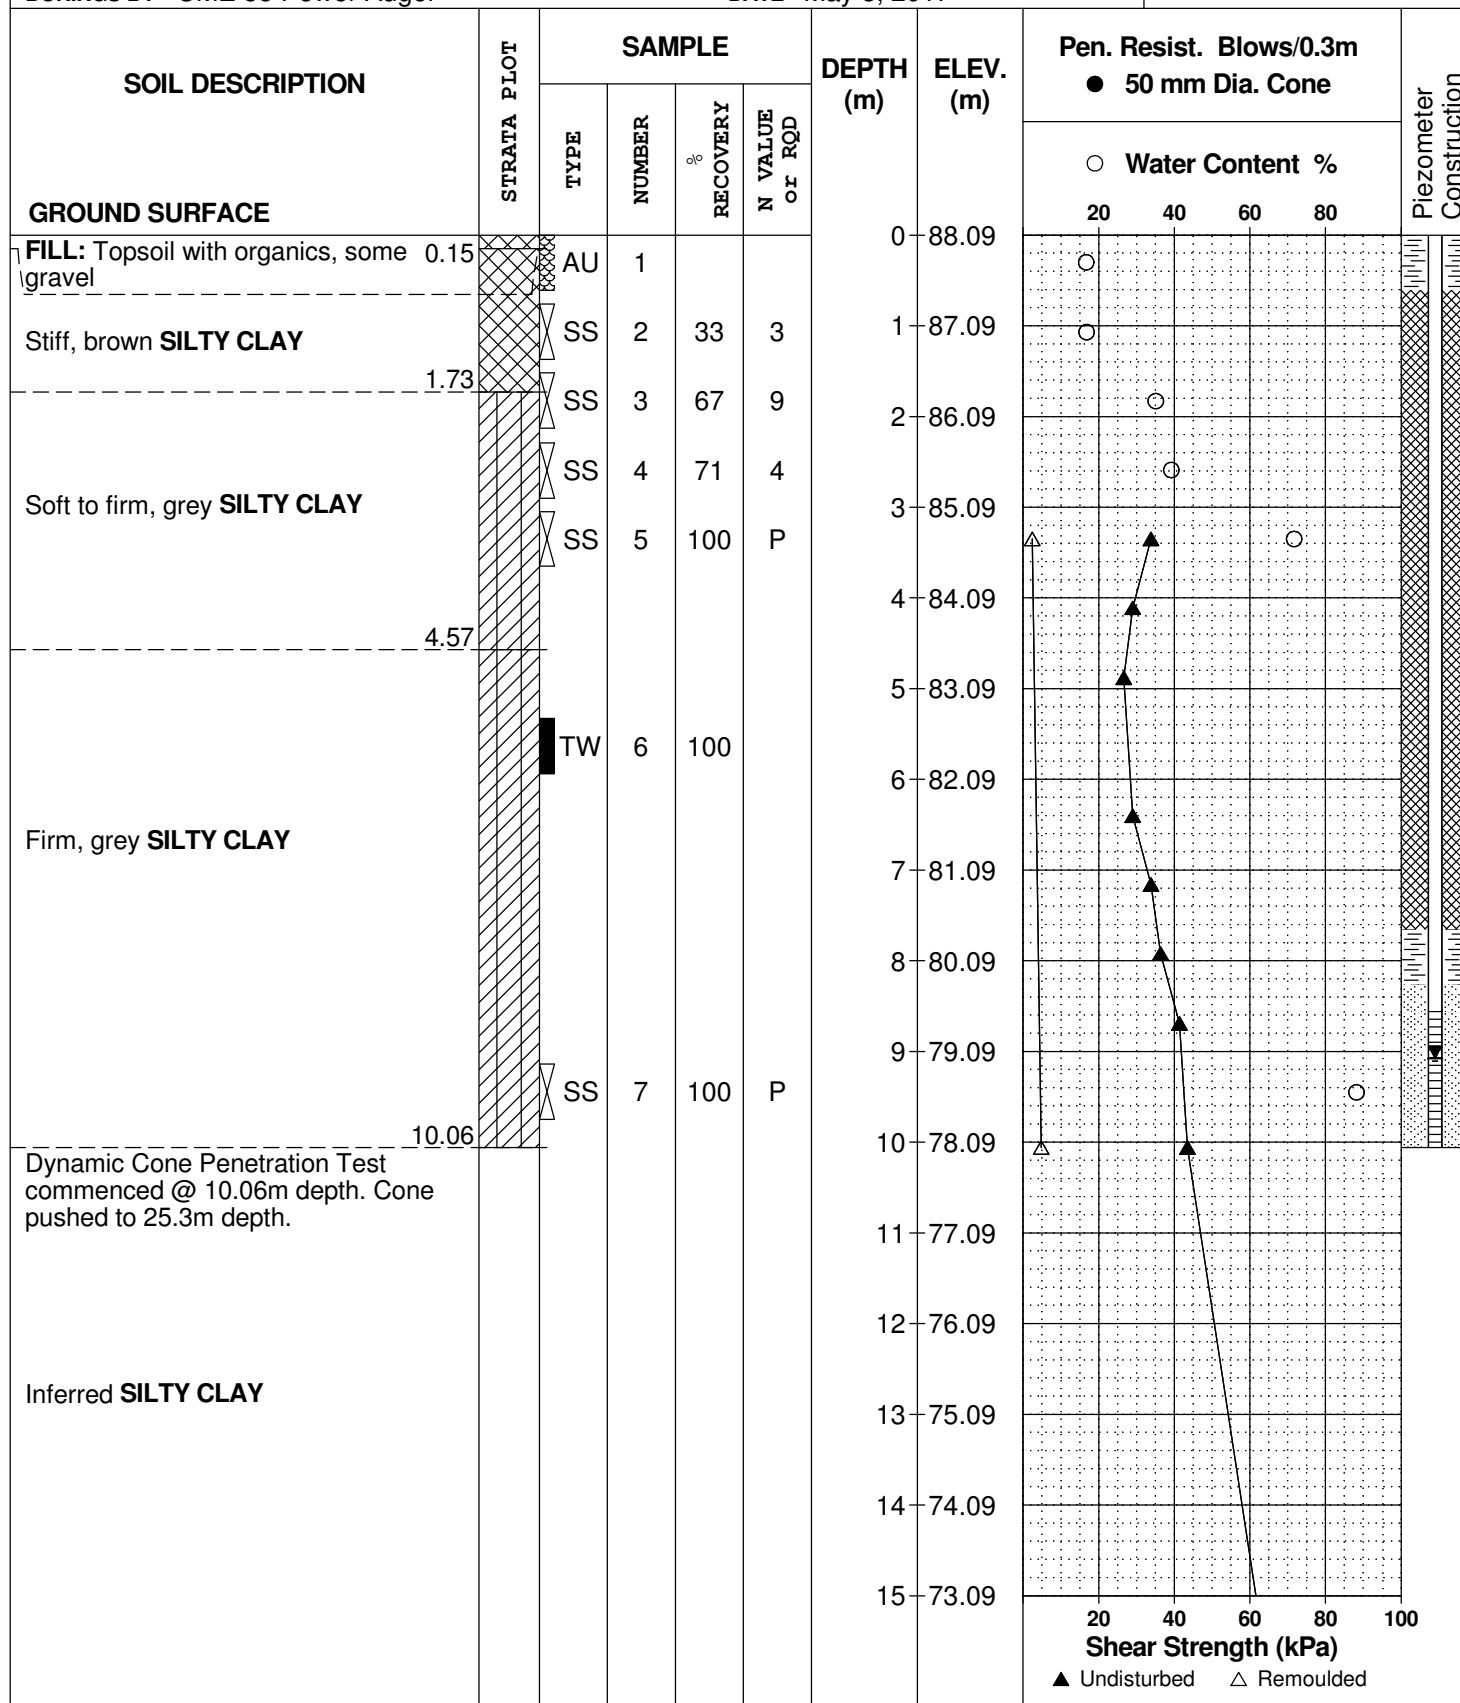 SOIL DESCRIPTION
GROUND SURFACE
STRATA PLOT
SAMPLE
TYPE
NUMBER
% RECOVERY
N VALUE or RQD
DEPTH (m)
ELEV. (m)
Pen. Resist. Blows/0.3m
● 50 mm Dia. Cone
○ Water Content %
20 40 60 80
Piezometer
Construction
FILL: Topsoil with organics, some 0.15
gravel
Stiff, brown SILTY CLAY
1.73
Soft to firm, grey SILTY CLAY
4.57
Firm, grey SILTY CLAY
10.06
Dynamic Cone Penetration Test
commenced @ 10.06m depth. Cone
pushed to 25.3m depth.
Inferred SILTY CLAY
AU 1
SS 2 33 3
SS 3 67 9
SS 4 71 4
SS 5 100 P
TW 6 100
SS 7 100 P
0 88.09
1 87.09
2 86.09
3 85.09
4 84.09
5 83.09
6 82.09
7 81.09
8 80.09
9 79.09
10 78.09
11 77.09
12 76.09
13 75.09
14 74.09
15 73.09
20 40 60 80 100
Shear Strength (kPa)
▲ Undisturbed △ Remoulded